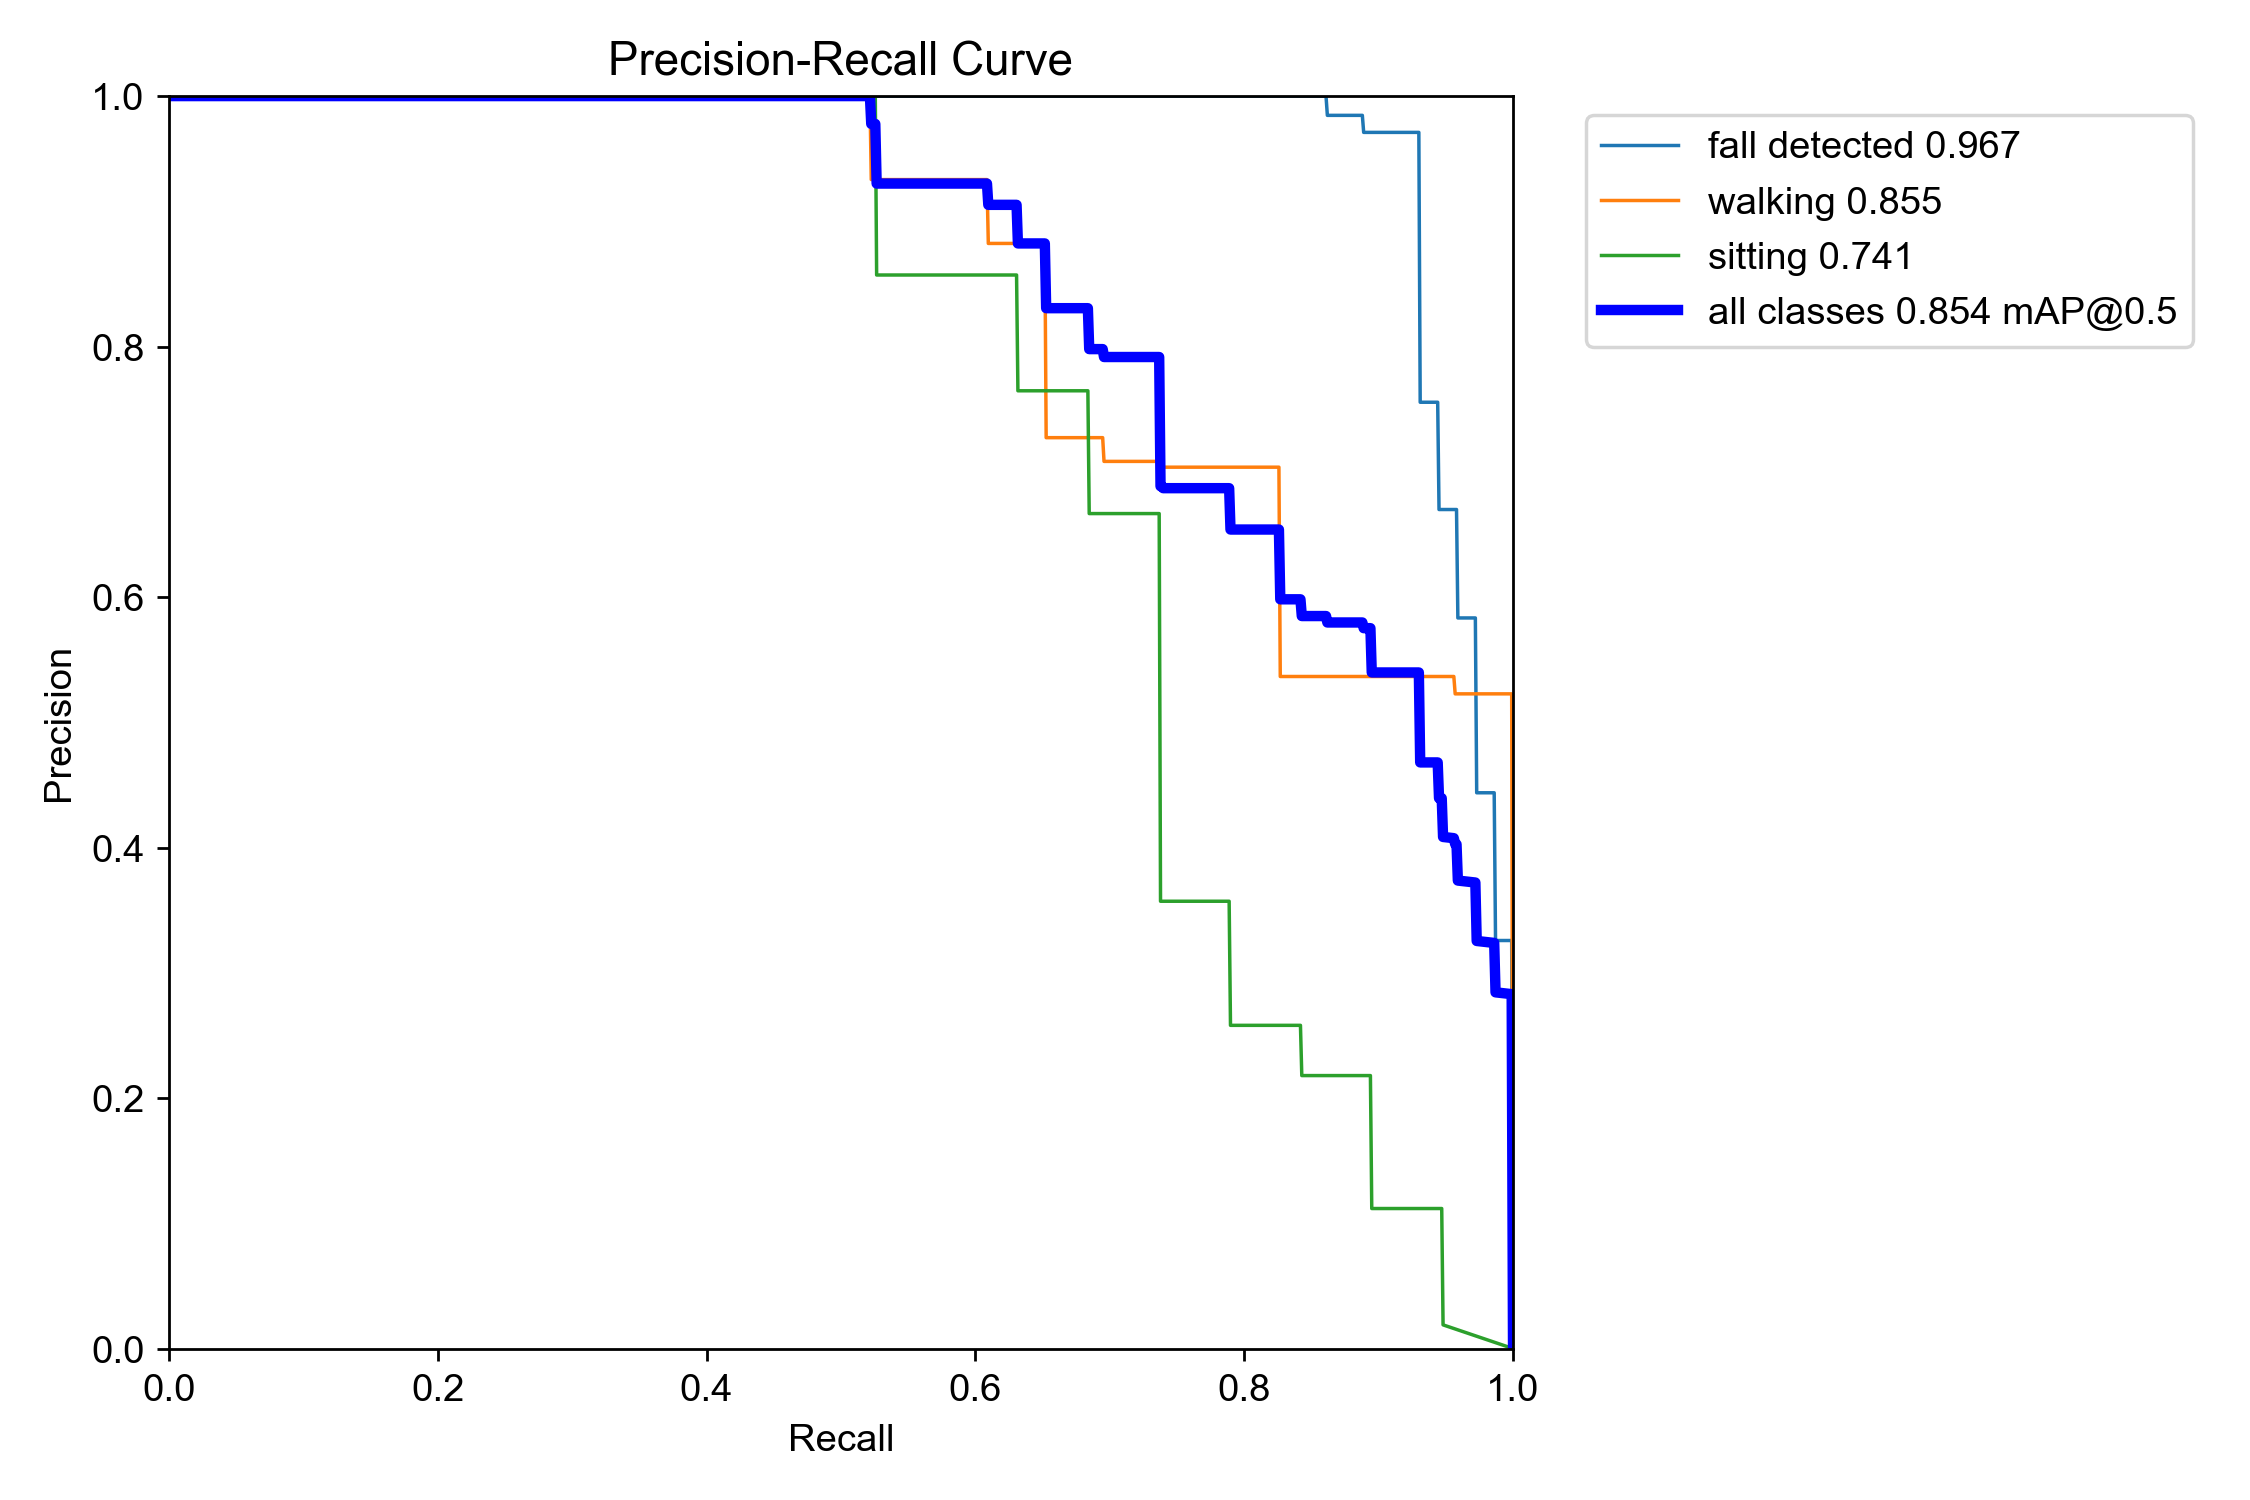 Precision-Recall Curve
1.0
0.8
0.6
0.4
0.2
0.0
Precision
0.0 0.2 0.4 0.6 0.8 1.0
Recall
fall detected 0.967
walking 0.855
sitting 0.741
all classes 0.854 mAP@0.5